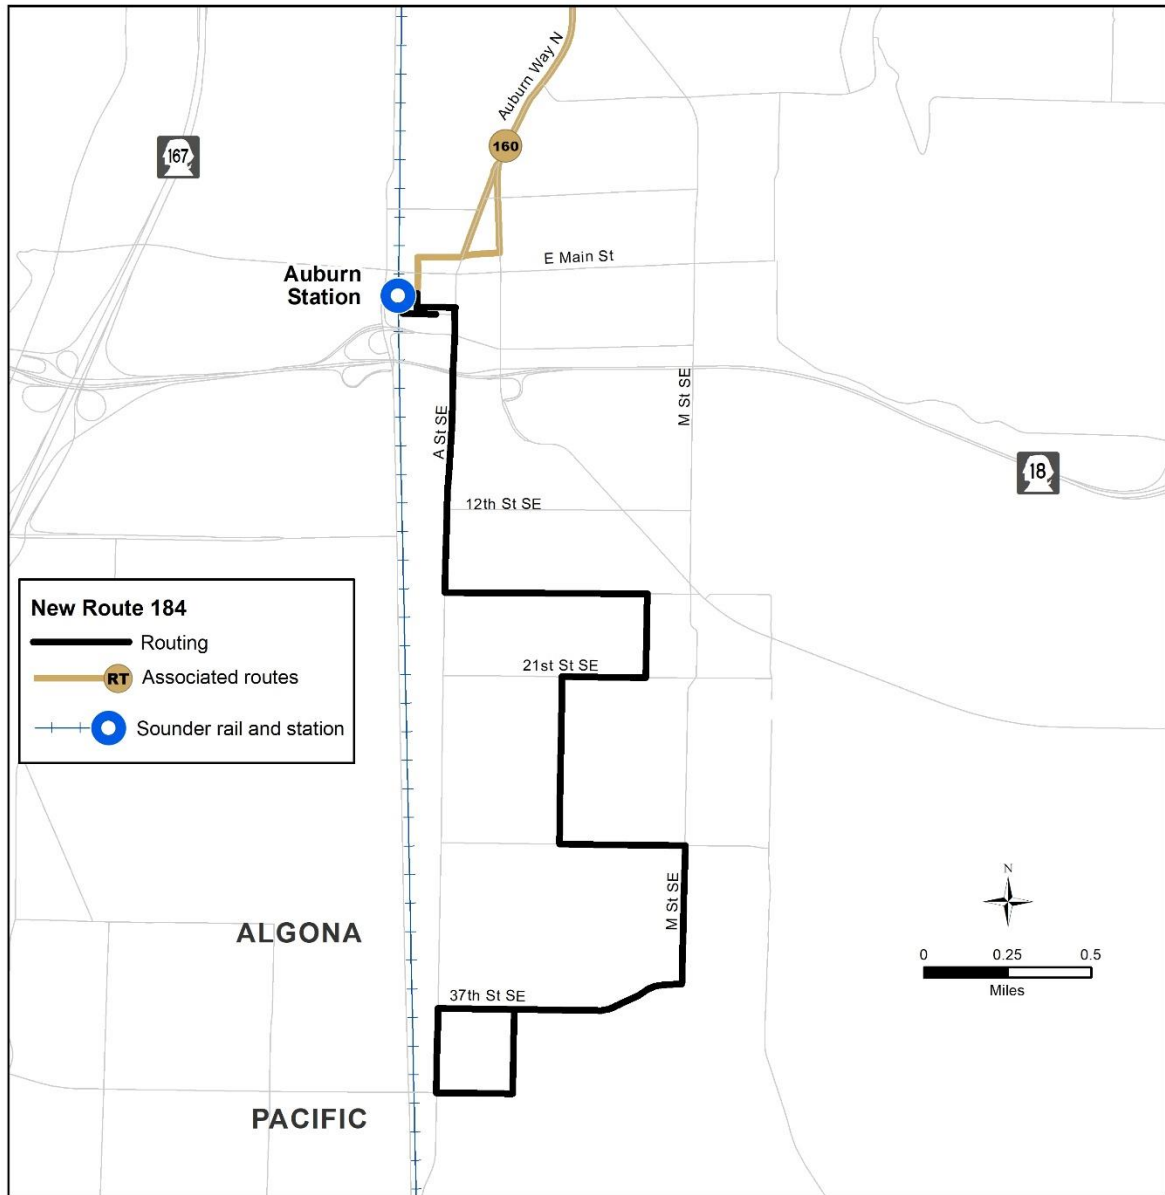 Auburn Way N
167
160
E Main St
Auburn
Station
M St SE
A St SE
18
12th St SE
New Route 184
Routing
RT Associated routes
Sounder rail and station
21st St SE
M St SE
N
ALGONA
0 0.25 0.5
Miles
37th St SE
PACIFIC